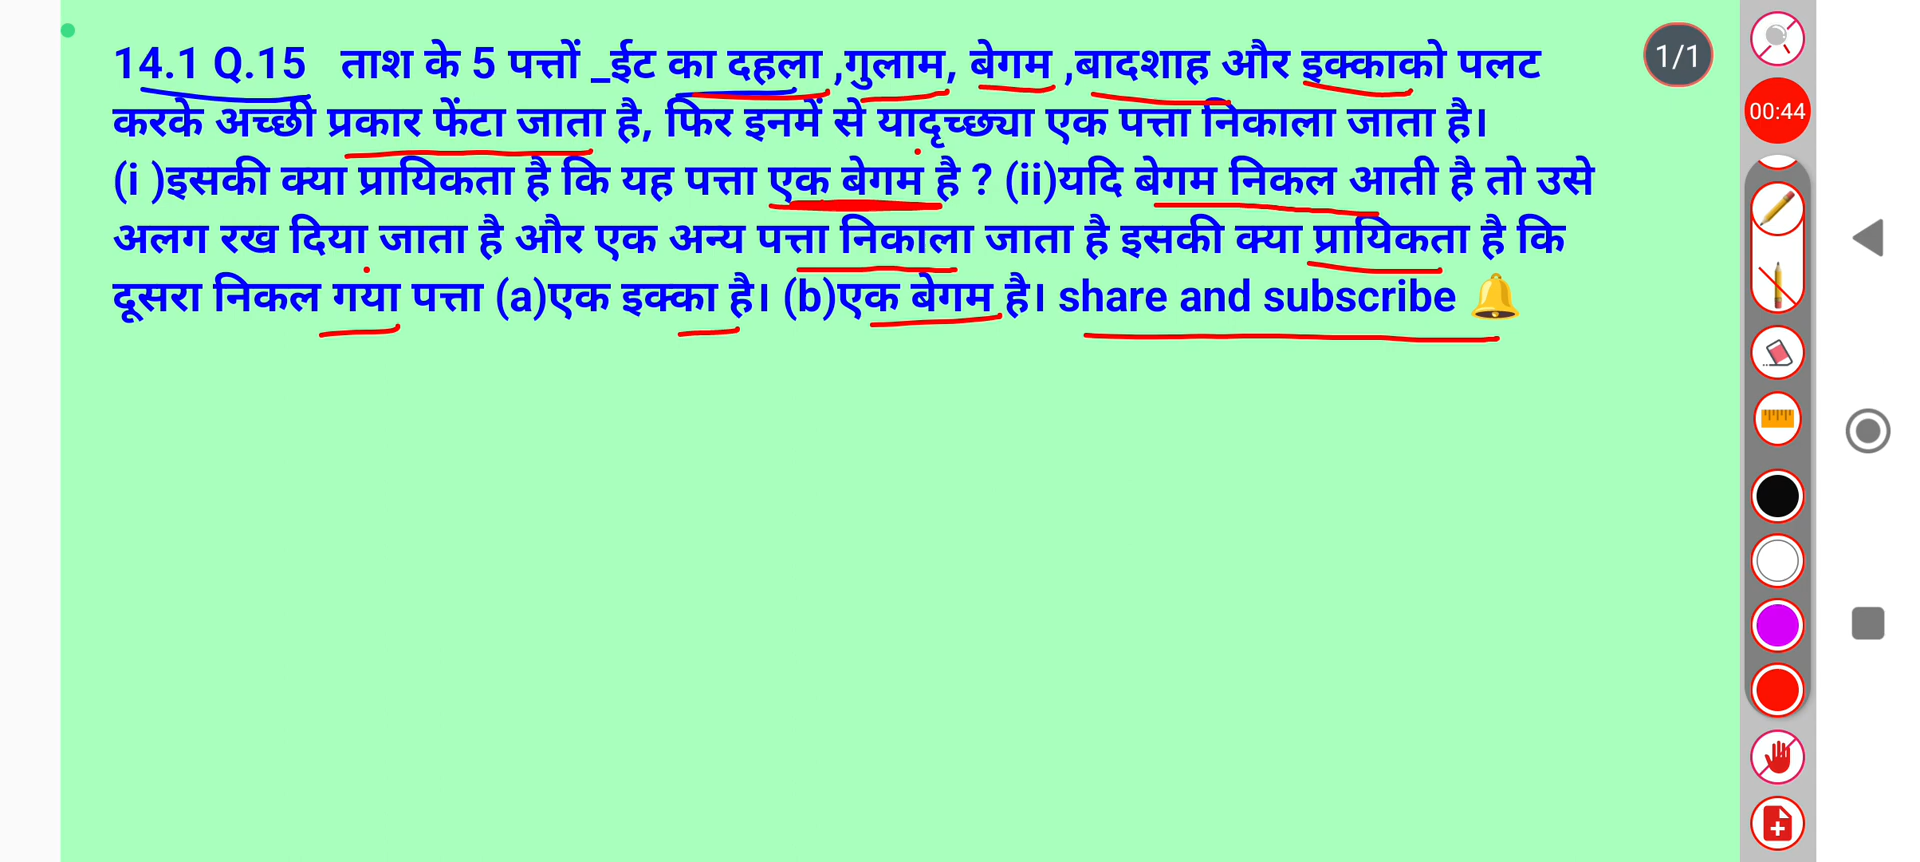 14.1 Q.15 ताश के 5 पत्तों _ईट का दहला ,गुलाम, बेगम ,बादशाह और इक्काको पलट
करके अच्छी प्रकार फेंटा जाता है, फिर इनमें से यादृच्छ्या एक पत्ता निकाला जाता है।
(i )इसकी क्या प्रायिकता है कि यह पत्ता एक बेगम है ? (ii)यदि बेगम निकल आती है तो उसे
अलग रख दिया जाता है और एक अन्य पत्ता निकाला जाता है इसकी क्या प्रायिकता है कि
दूसरा निकल गया पत्ता (a)एक इक्का है। (b)एक बेगम है। share and subscribe 🔔
1/1
00:44